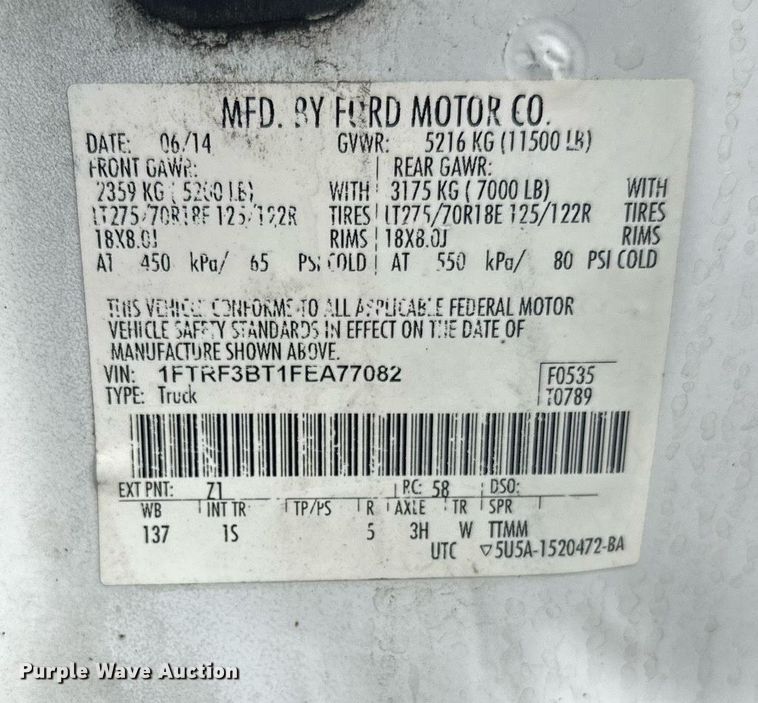 MFD. BY FORD MOTOR CO.
DATE: 06/14 GVWR: 5216 KG (11500 LB)
FRONT GAWR: REAR GAWR:
2359 KG (5200 LB) WITH 3175 KG (7000 LB) WITH
LT275/70R18E 125/122R TIRES LT275/70R18E 125/122R TIRES
18X8.0J RIMS 18X8.0J RIMS
AT 450 kPa/ 65 PSI COLD AT 550 kPa/ 80 PSI COLD
THIS VEHICLE CONFORMS TO ALL APPLICABLE FEDERAL MOTOR
VEHICLE SAFETY STANDARDS IN EFFECT ON THE DATE OF
MANUFACTURE SHOWN ABOVE.
VIN: 1FTRF3BT1FEA77082 F0535
TYPE: Truck T0789
EXT PNT: Z1 RC: 58 DSO:
WB INT TR TP/PS R AXLE TR SPR
137 1S 5 3H W TTMM
UTC ▽5U5A-1520472-BA
Purple Wave Auction